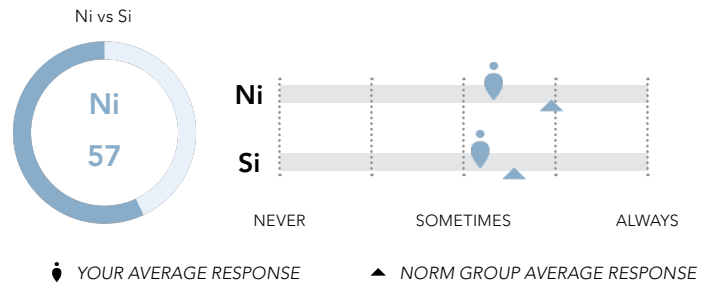 Ni vs Si
Ni
57
Ni
Si
NEVER
SOMETIMES
ALWAYS
YOUR AVERAGE RESPONSE
NORM GROUP AVERAGE RESPONSE